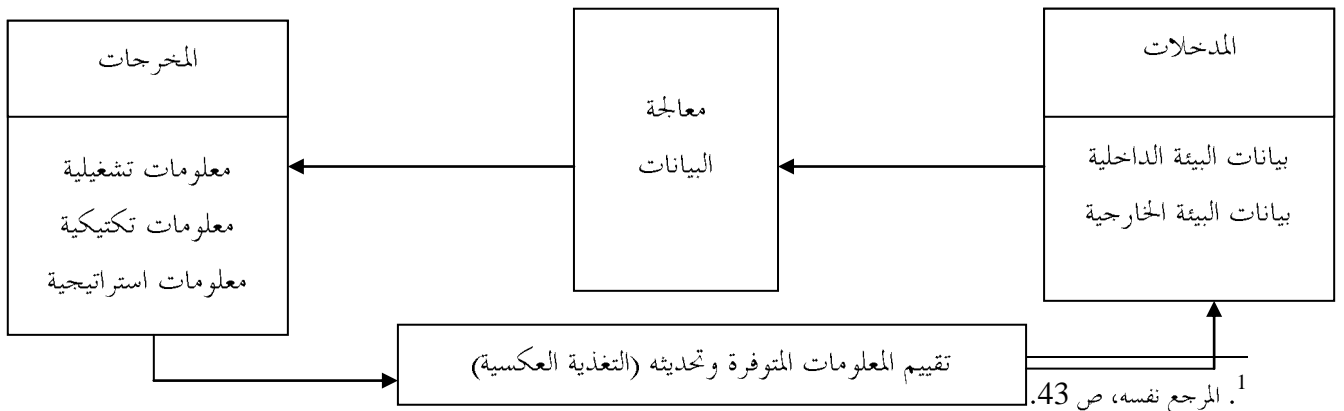 المدخلات
بيانات البيئة الداخلية
بيانات البيئة الخارجية
معالجة
البيانات
المخرجات
معلومات تشغيلية
معلومات تكتيكية
معلومات استراتيجية
تقييم المعلومات المتوفرة وتحديثه (التغذية العكسية)
1. المرجع نفسه، ص 43.